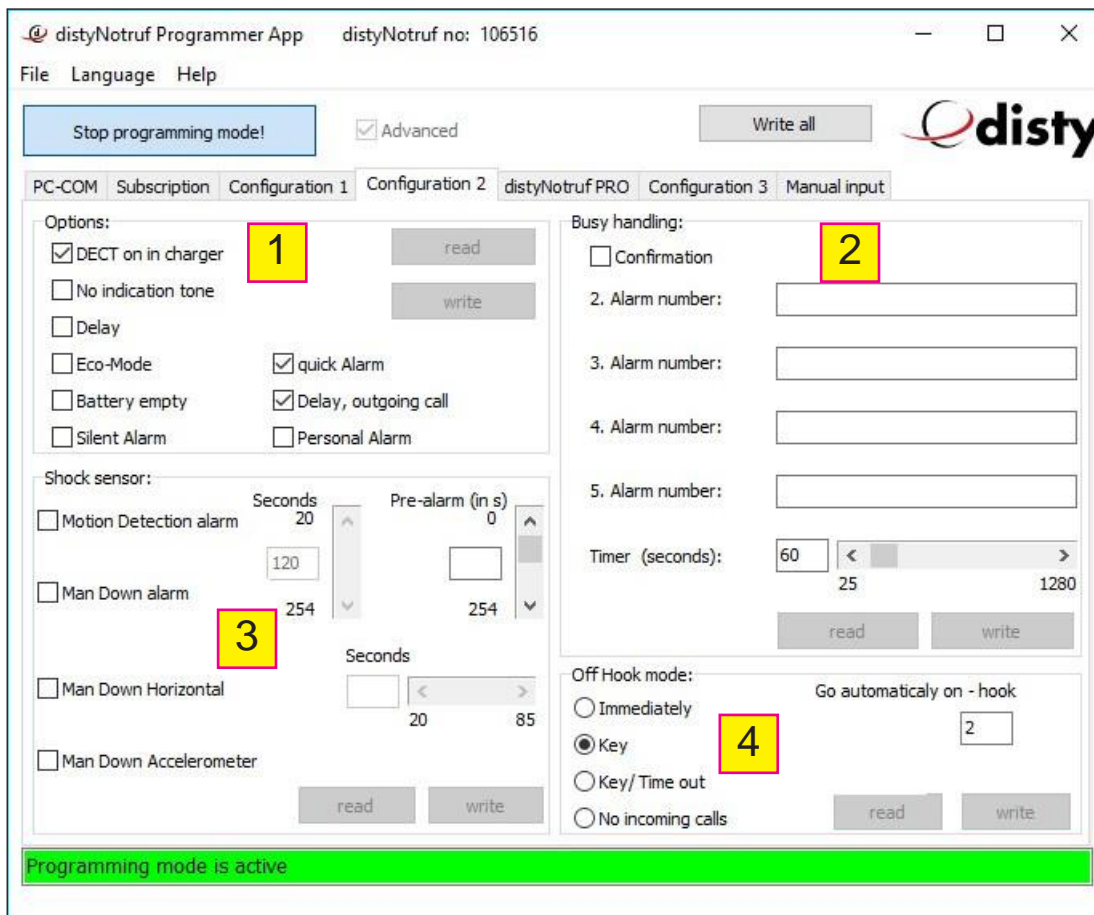 distyNotruf Programmer App distyNotruf no: 106516
File Language Help
Stop programming mode!
Advanced
Write all
disty
PC-COM Subscription Configuration 1 Configuration 2 distyNotruf PRO Configuration 3 Manual input
Options:
1
DECT on in charger
read
No indication tone
write
Delay
Eco-Mode
quick Alarm
Battery empty
Delay, outgoing call
Silent Alarm
Personal Alarm
Shock sensor:
Seconds
Pre-alarm (in s)
Motion Detection alarm
20
0
120
Man Down alarm
254
254
3
Seconds
Man Down Horizontal
20
85
Man Down Accelerometer
read
write
Busy handling:
2
Confirmation
2. Alarm number:
3. Alarm number:
4. Alarm number:
5. Alarm number:
Timer (seconds):
60
25
1280
read
write
Off Hook mode:
Go automaticaly on - hook
Immediately
2
Key
4
Key/ Time out
No incoming calls
read
write
Programming mode is active